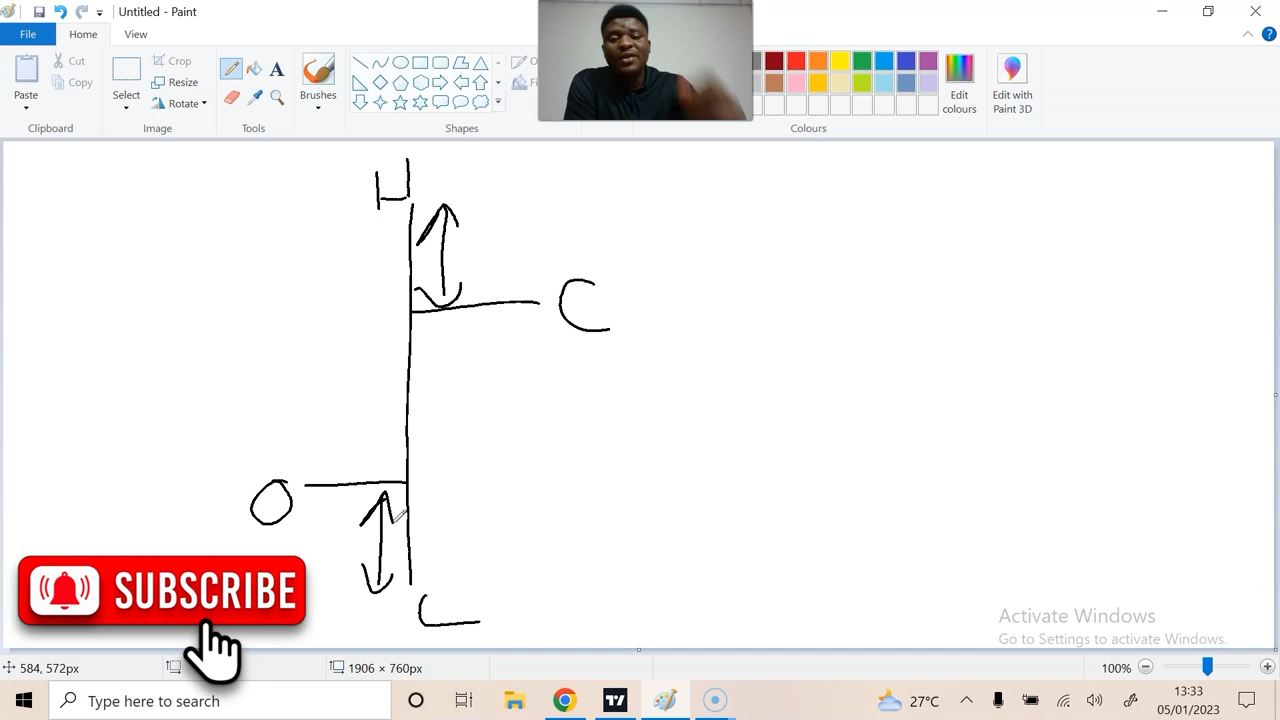 Untitled - Paint
File
Home
View
Paste
Cut
Copy
Clipboard
Select
Crop
Resize
Rotate
Image
A
Tools
Brushes
Shapes
Edit colours
Colours
Edit with Paint 3D
H
C
O
L
SUBSCRIBE
Activate Windows
Go to Settings to activate Windows.
584, 572px
1906 × 760px
100%
Type here to search
27°C
13:33
05/01/2023